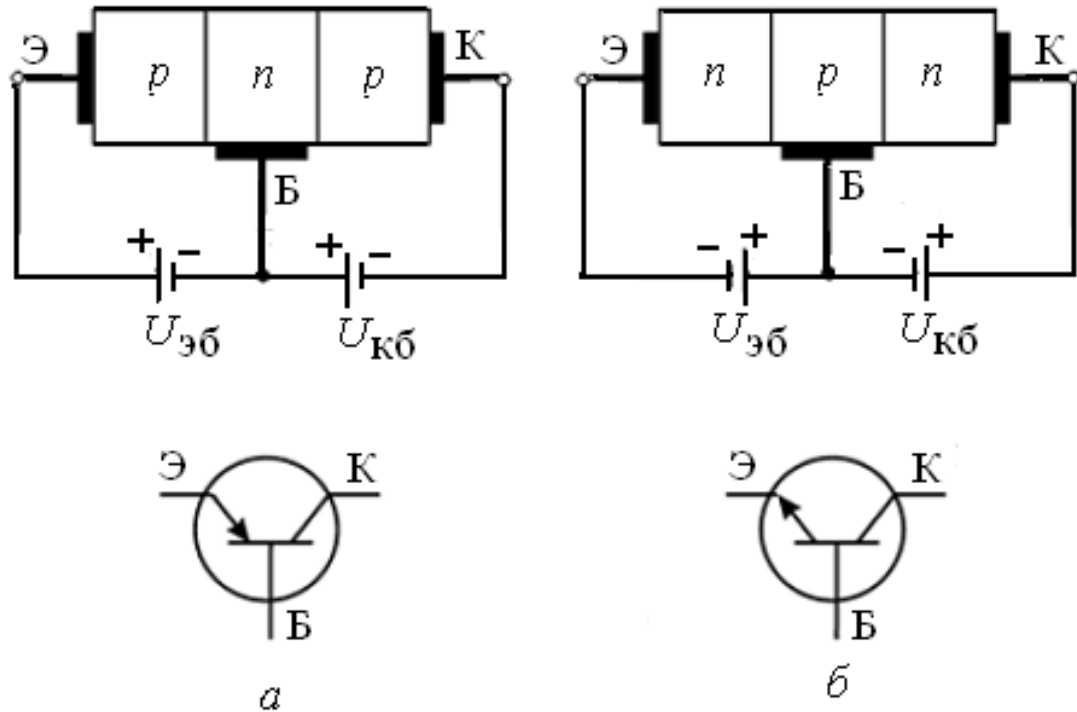 Э p n p К
Э n p n К
Б
Б
+ − + −
− + − +
Uэб Uкб
Uэб Uкб
Э К
Э К
Б
Б
а
б